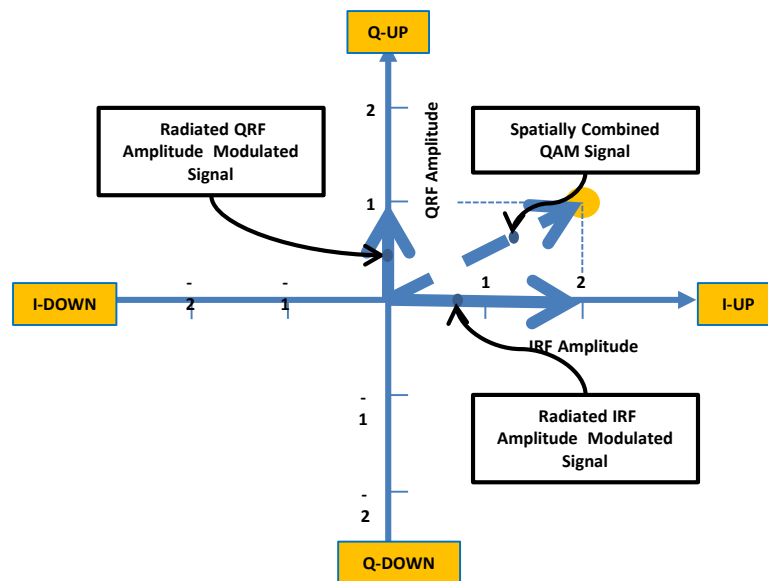 Q-UP
Radiated QRF
Amplitude Modulated
Signal
Spatially Combined
QAM Signal
QRF Amplitude
2
1
-
2
-
1
1
2
I-DOWN
I-UP
IRF Amplitude
-
1
Radiated IRF
Amplitude Modulated
Signal
-
2
Q-DOWN